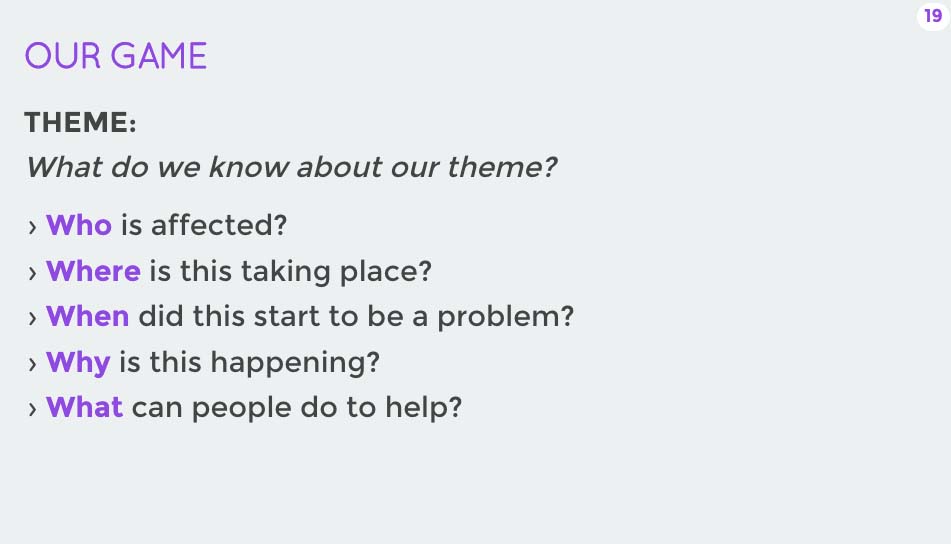 19
OUR GAME
THEME:
What do we know about our theme?
› Who is affected?
› Where is this taking place?
› When did this start to be a problem?
› Why is this happening?
› What can people do to help?